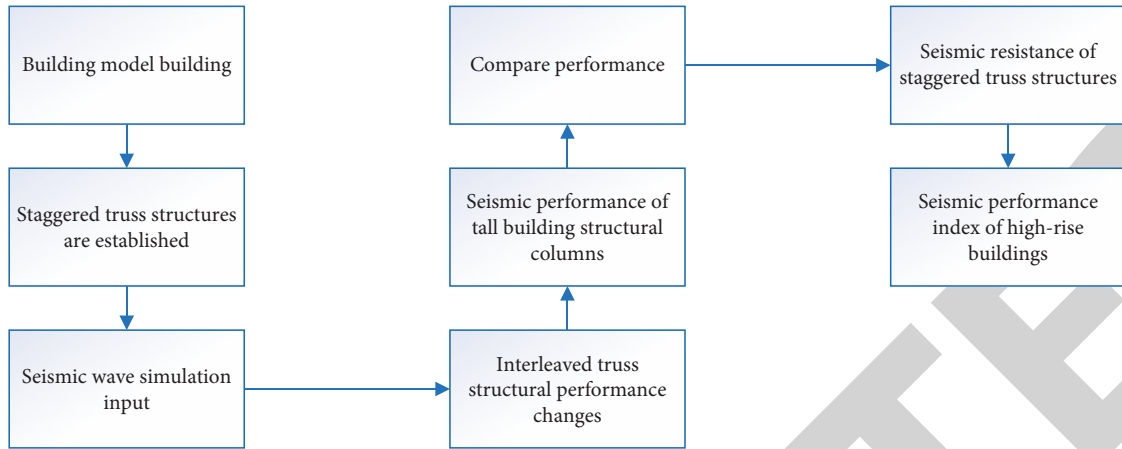 Building model building
Staggered truss structures
are established
Seismic wave simulation
input
Interleaved truss
structural performance
changes
Seismic performance of
tall building structural
columns
Compare performance
Seismic resistance of
staggered truss structures
Seismic performance
index of high-rise
buildings